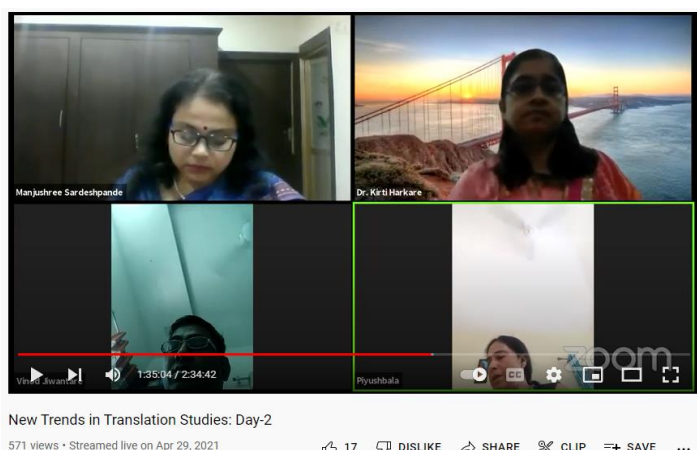 Manjushree Sardeshpande
Dr. Kirti Harkare
Vinod Jiwantare
Piyushbala
zoom
1:35:04 / 2:34:42
CC
New Trends in Translation Studies: Day-2
571 views • Streamed live on Apr 29, 2021
17 DISLIKE SHARE CLIP SAVE